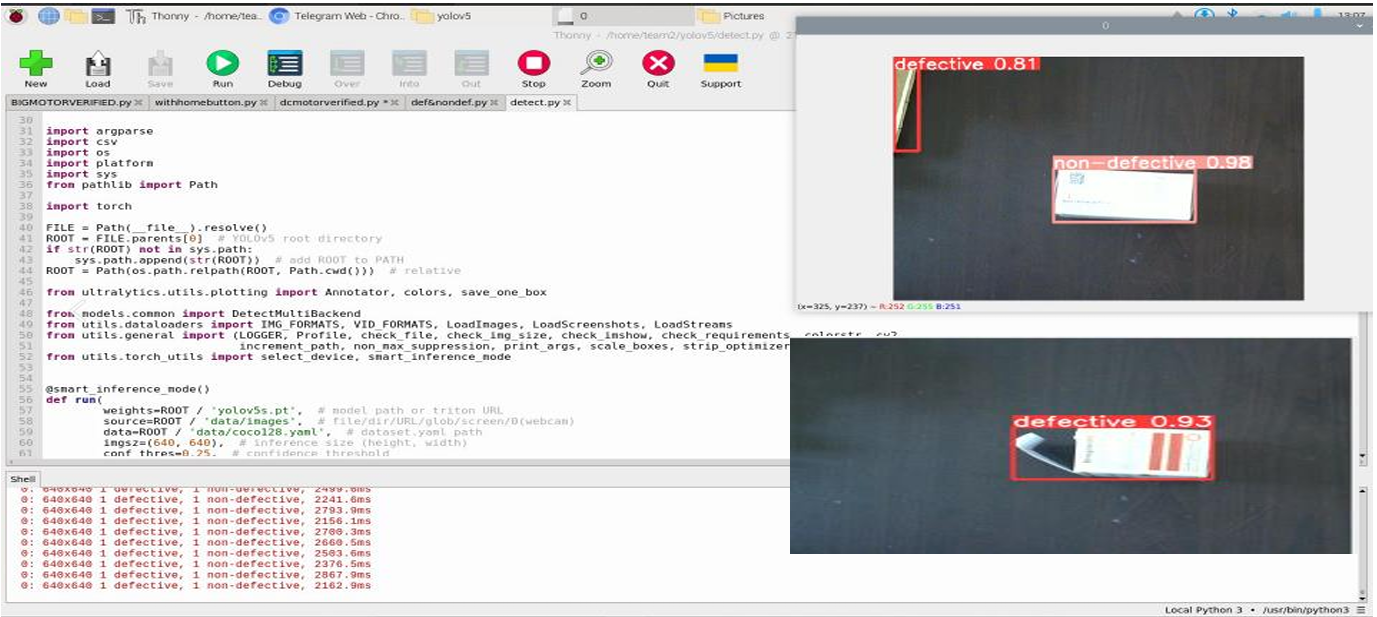 Thonny - /home/tea..
Telegram Web - Chro..
yolov5
0
Pictures
13:07
Thonny - /home/team2/yolov5/detect.py @
0
New Load Save Run Debug Over Into Out Stop Zoom Quit Support
BIGMOTORVERIFIED.py withhomebutton.py dcmotorverified.py * def&nondef.py detect.py
30
31 import argparse
32 import csv
33 import os
34 import platform
35 import sys
36 from pathlib import Path
37
38 import torch
39
40 FILE = Path(__file__).resolve()
41 ROOT = FILE.parents[0]  # YOLOv5 root directory
42 if str(ROOT) not in sys.path:
43     sys.path.append(str(ROOT))  # add ROOT to PATH
44 ROOT = Path(os.path.relpath(ROOT, Path.cwd()))  # relative
45
46 from ultralytics.utils.plotting import Annotator, colors, save_one_box
47
48 from models.common import DetectMultiBackend
49 from utils.dataloaders import IMG_FORMATS, VID_FORMATS, LoadImages, LoadScreenshots, LoadStreams
50 from utils.general import (LOGGER, Profile, check_file, check_img_size, check_imshow, check_requirements, colorstr, cv2
51                            increment_path, non_max_suppression, print_args, scale_boxes, strip_optimizer
52 from utils.torch_utils import select_device, smart_inference_mode
53
54
55 @smart_inference_mode()
56 def run(
57         weights=ROOT / 'yolov5s.pt',  # model path or triton URL
58         source=ROOT / 'data/images',  # file/dir/URL/glob/screen/0(webcam)
59         data=ROOT / 'data/coco128.yaml',  # dataset.yaml path
60         imgsz=(640, 640),  # inference size (height, width)
61         conf_thres=0.25,  # confidence threshold
defective 0.81
non-defective 0.98
(x=325, y=237) ~ R:252 G:255 B:251
defective 0.93
Shell
0: 640x640 1 defective, 1 non-defective, 2499.6ms
0: 640x640 1 defective, 1 non-defective, 2241.6ms
0: 640x640 1 defective, 1 non-defective, 2793.9ms
0: 640x640 1 defective, 1 non-defective, 2156.1ms
0: 640x640 1 defective, 1 non-defective, 2700.3ms
0: 640x640 1 defective, 1 non-defective, 2660.5ms
0: 640x640 1 defective, 1 non-defective, 2503.6ms
0: 640x640 1 defective, 1 non-defective, 2376.5ms
0: 640x640 1 defective, 1 non-defective, 2867.9ms
0: 640x640 1 defective, 1 non-defective, 2162.9ms
Local Python 3 • /usr/bin/python3